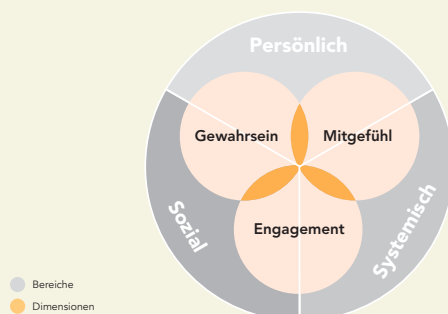 Persönlich
Gewahrsein
Mitgefühl
Sozial
Engagement
Systemisch
Bereiche
Dimensionen